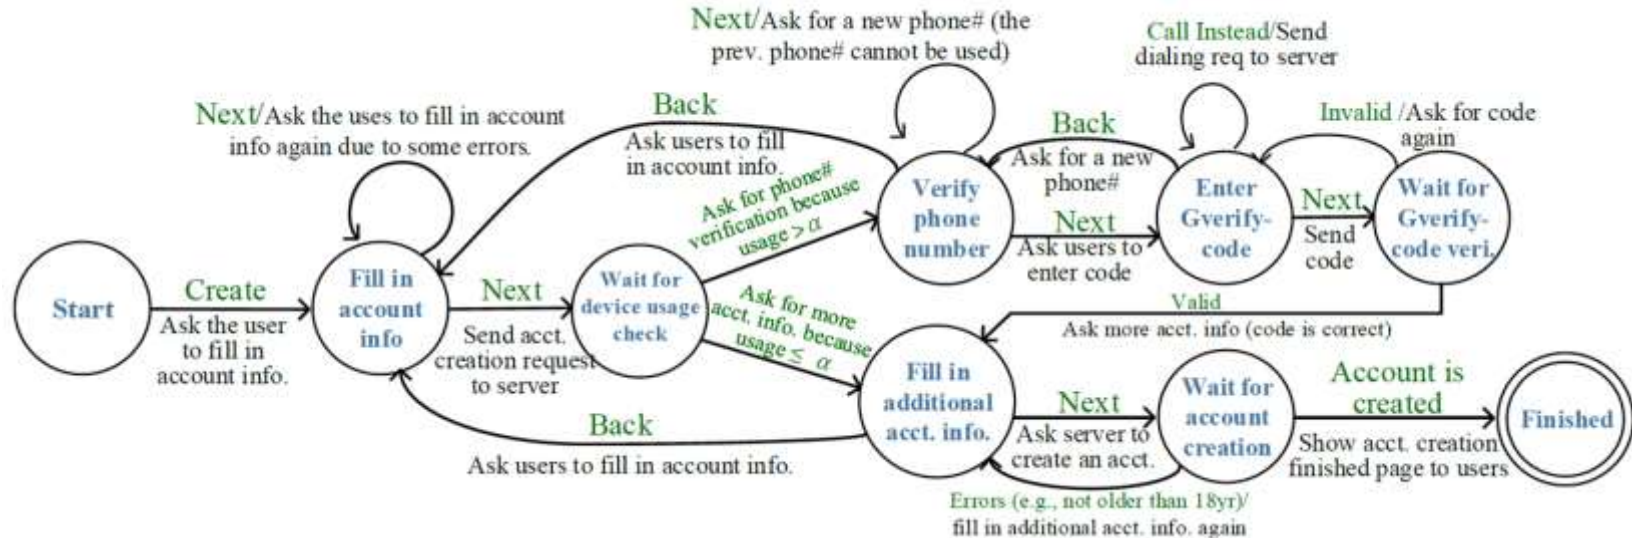 Next/Ask for a new phone# (the
prev. phone# cannot be used)
Call Instead/Send
dialing req to server
Next/Ask the uses to fill in account
info again due to some errors.
Back
Ask users to fill
in account info.
Back
Ask for a new
phone#
Invalid /Ask for code
again
Ask for phone#
verification because
usage > α
Verify
phone
number
Next
Ask users to
enter code
Enter
Gverify-
code
Next
Send
code
Wait for
Gverify-
code veri.
Start
Create
Ask the user
to fill in
account info.
Fill in
account
info
Next
Send acct.
creation request
to server
Wait for
device usage
check
Ask for more
acct. info. because
usage ≤ α
Valid
Ask more acct. info (code is correct)
Back
Ask users to fill in account info.
Fill in
additional
acct. info.
Next
Ask server to
create an acct.
Wait for
account
creation
Account is
created
Show acct. creation
finished page to users
Finished
Errors (e.g., not older than 18yr)/
fill in additional acct. info. again